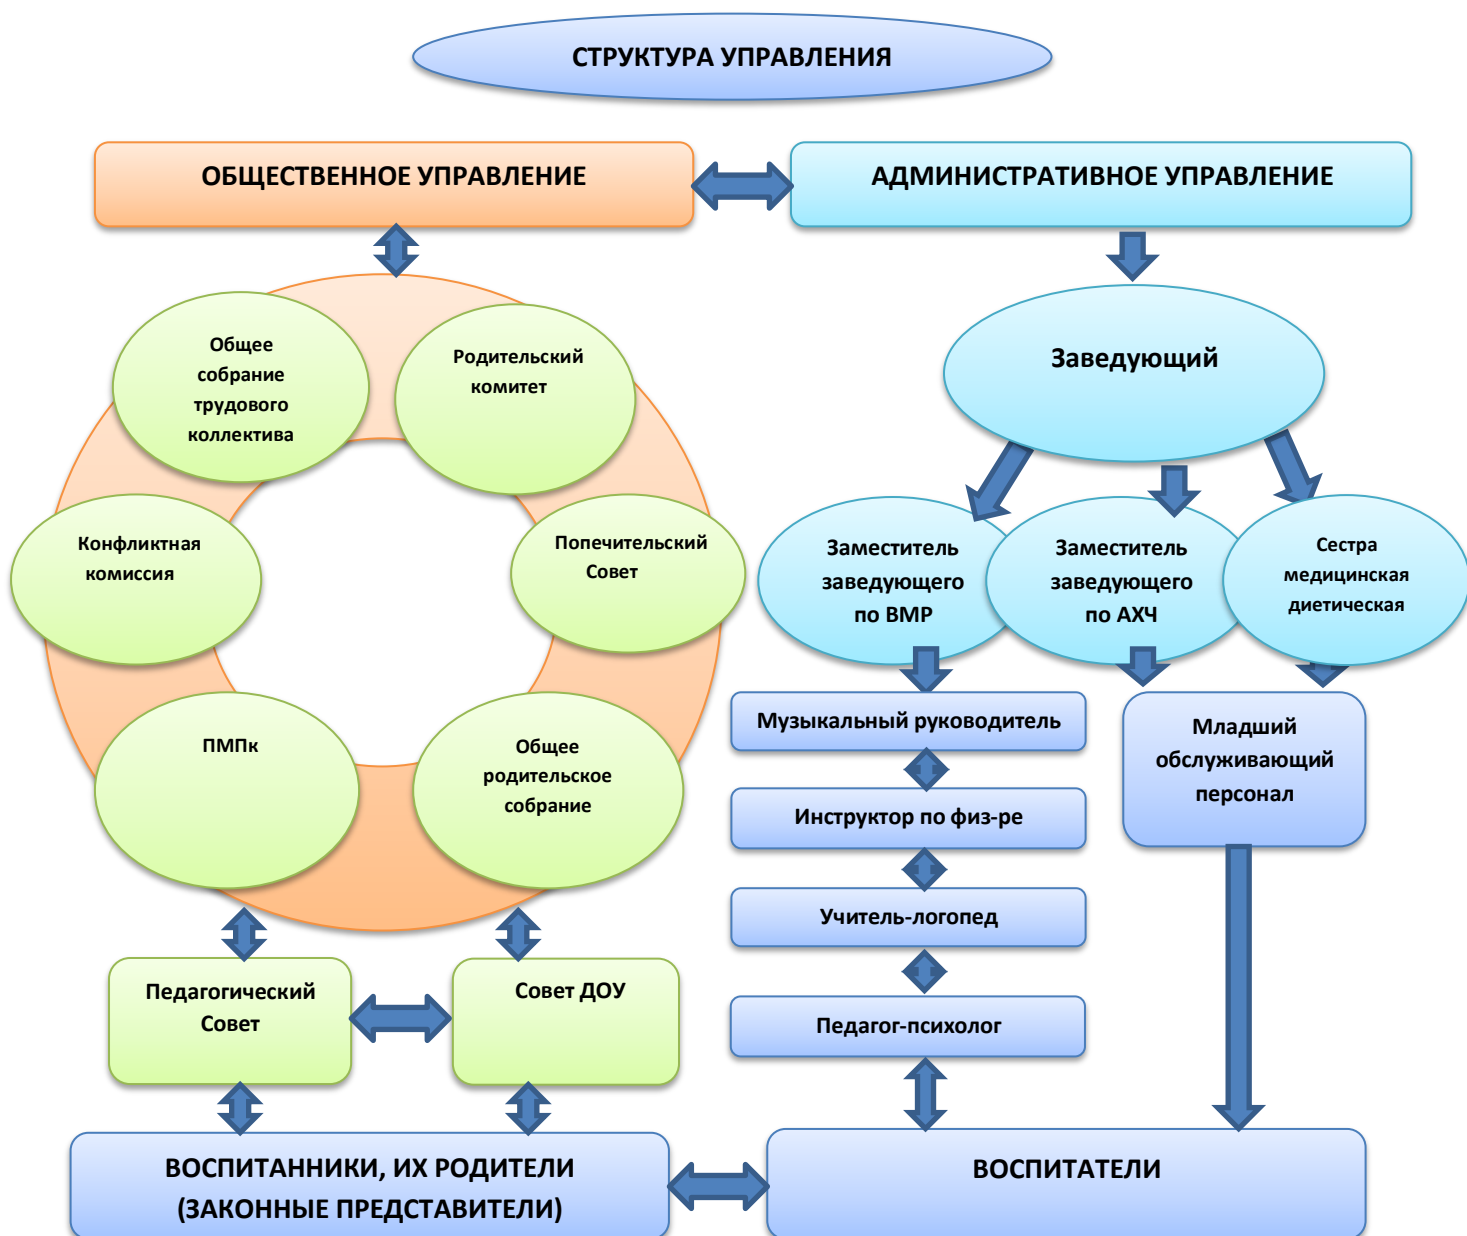 СТРУКТУРА УПРАВЛЕНИЯ
ОБЩЕСТВЕННОЕ УПРАВЛЕНИЕ
АДМИНИСТРАТИВНОЕ УПРАВЛЕНИЕ
Общее
собрание
трудового
коллектива
Родительский
комитет
Конфликтная
комиссия
Попечительский
Совет
ПМПк
Общее
родительское
собрание
Педагогический
Совет
Совет ДОУ
Заведующий
Заместитель
заведующего
по ВМР
Заместитель
заведующего
по АХЧ
Сестра
медицинская
диетическая
Музыкальный руководитель
Инструктор по физ-ре
Учитель-логопед
Педагог-психолог
Младший
обслуживающий
персонал
ВОСПИТАННИКИ, ИХ РОДИТЕЛИ
(ЗАКОННЫЕ ПРЕДСТАВИТЕЛИ)
ВОСПИТАТЕЛИ